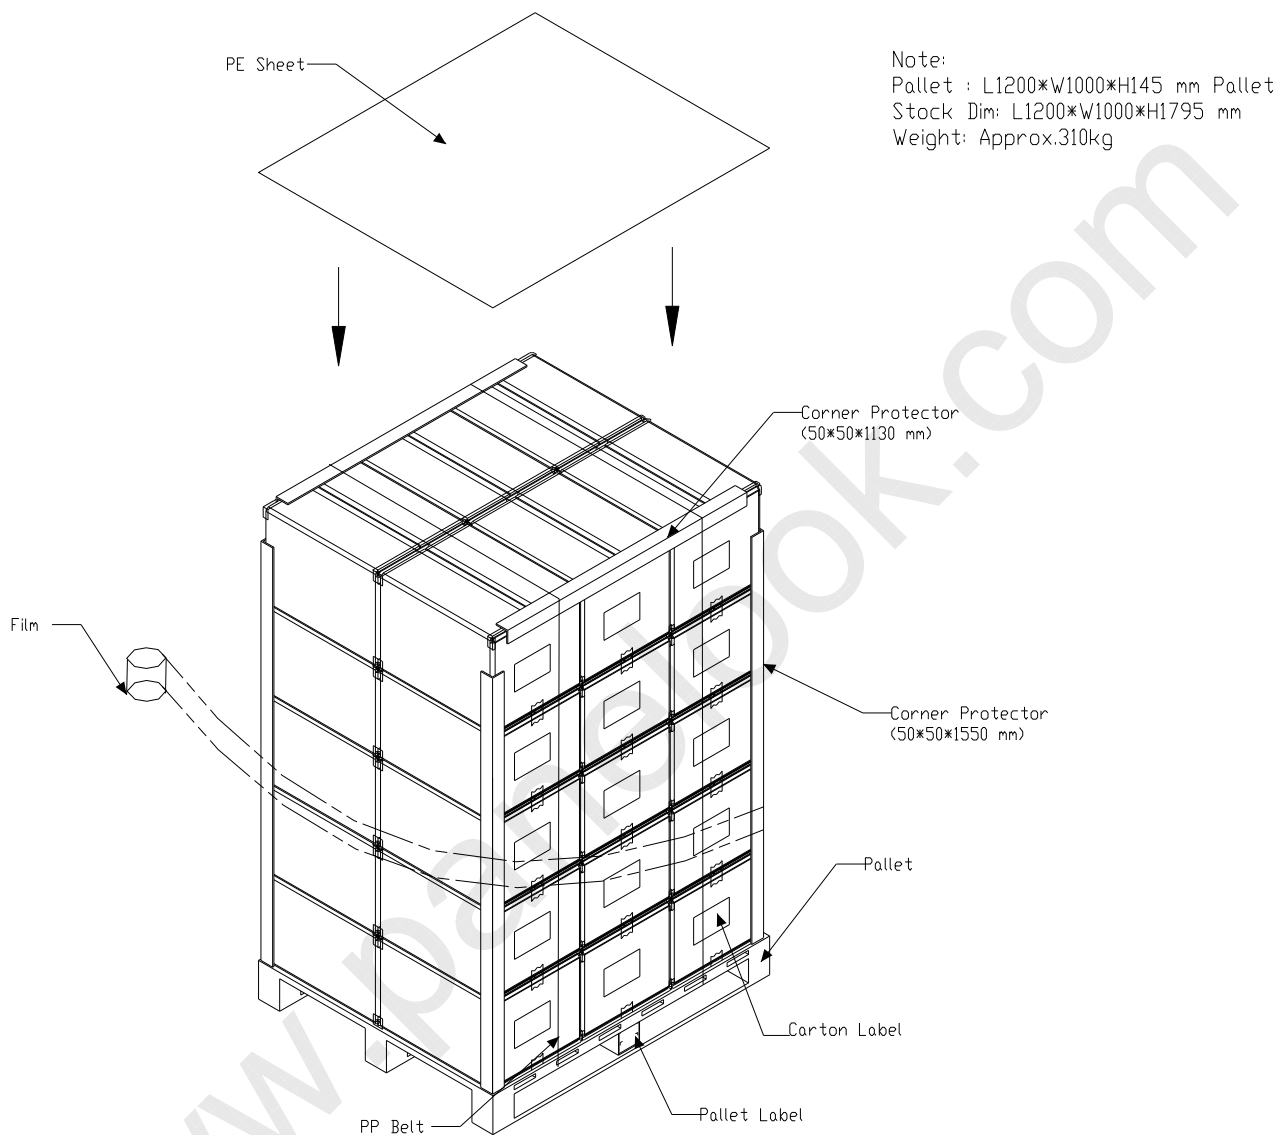 PE Sheet
Note:
Pallet : L1200*W1000*H145 mm Pallet
Stock Dim: L1200*W1000*H1795 mm
Weight: Approx.310kg
Corner Protector
(50*50*1130 mm)
Film
Corner Protector
(50*50*1550 mm)
Pallet
Carton Label
Pallet Label
PP Belt
www.panelook.com